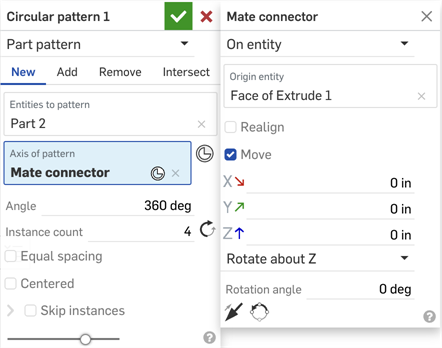 Circular pattern 1
Part pattern
New Add Remove Intersect
Entities to pattern
Part 2
Axis of pattern
Mate connector
Angle 360 deg
Instance count 4
Equal spacing
Centered
Skip instances
Mate connector
On entity
Origin entity
Face of Extrude 1
Realign
Move
X 0 in
Y 0 in
Z 0 in
Rotate about Z
Rotation angle 0 deg